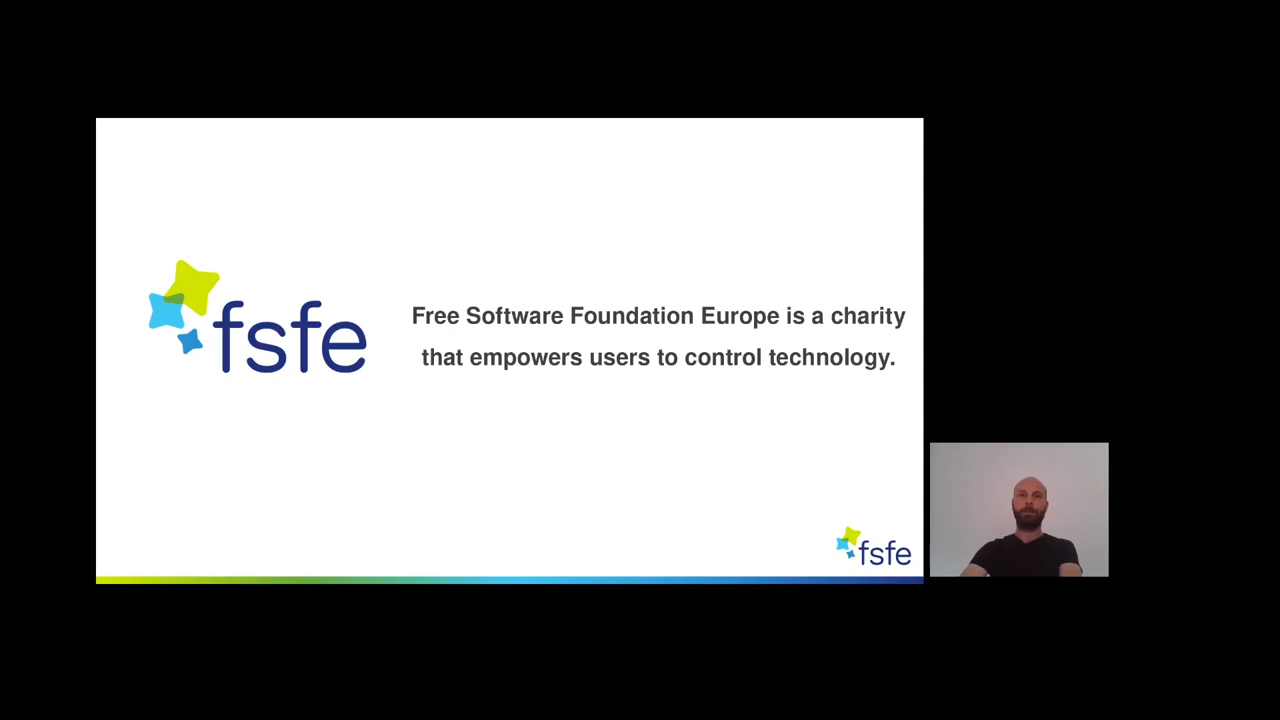 fsfe
Free Software Foundation Europe is a charity
that empowers users to control technology.
fsfe